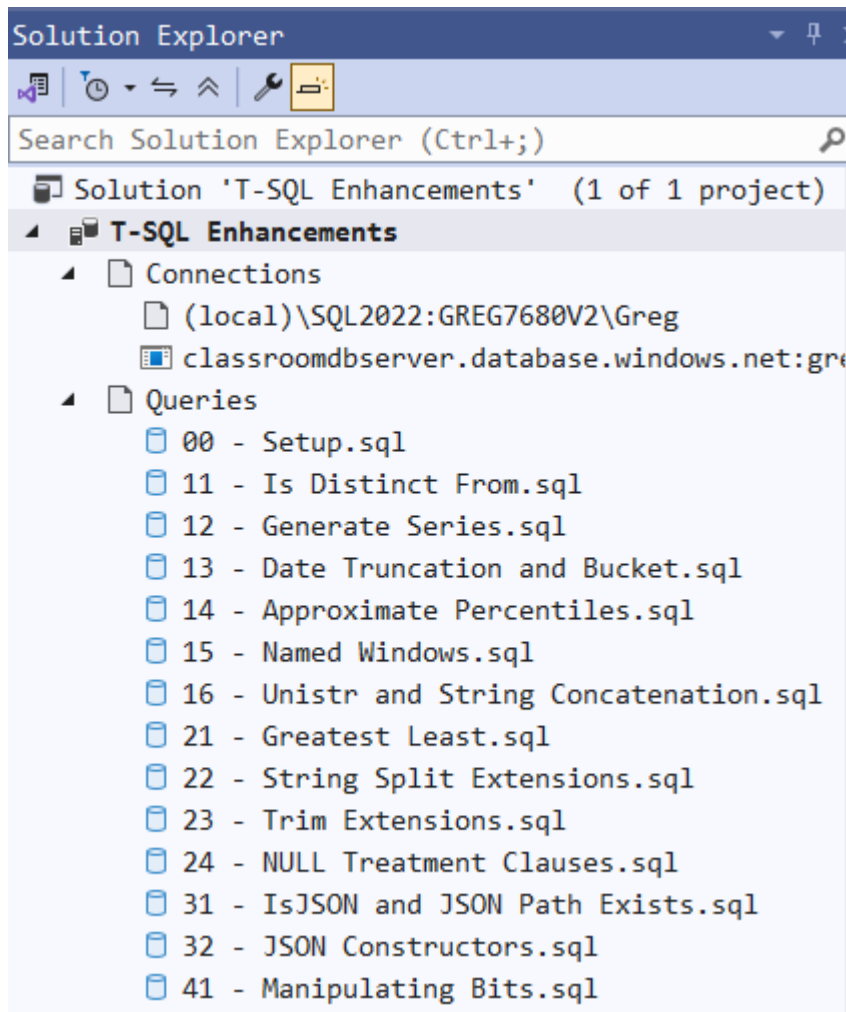 Solution Explorer
Search Solution Explorer (Ctrl+;)
Solution 'T-SQL Enhancements' (1 of 1 project)
T-SQL Enhancements
Connections
(local)\SQL2022:GREG7680V2\Greg
classroomdbserver.database.windows.net:gre
Queries
00 - Setup.sql
11 - Is Distinct From.sql
12 - Generate Series.sql
13 - Date Truncation and Bucket.sql
14 - Approximate Percentiles.sql
15 - Named Windows.sql
16 - Unistr and String Concatenation.sql
21 - Greatest Least.sql
22 - String Split Extensions.sql
23 - Trim Extensions.sql
24 - NULL Treatment Clauses.sql
31 - IsJSON and JSON Path Exists.sql
32 - JSON Constructors.sql
41 - Manipulating Bits.sql